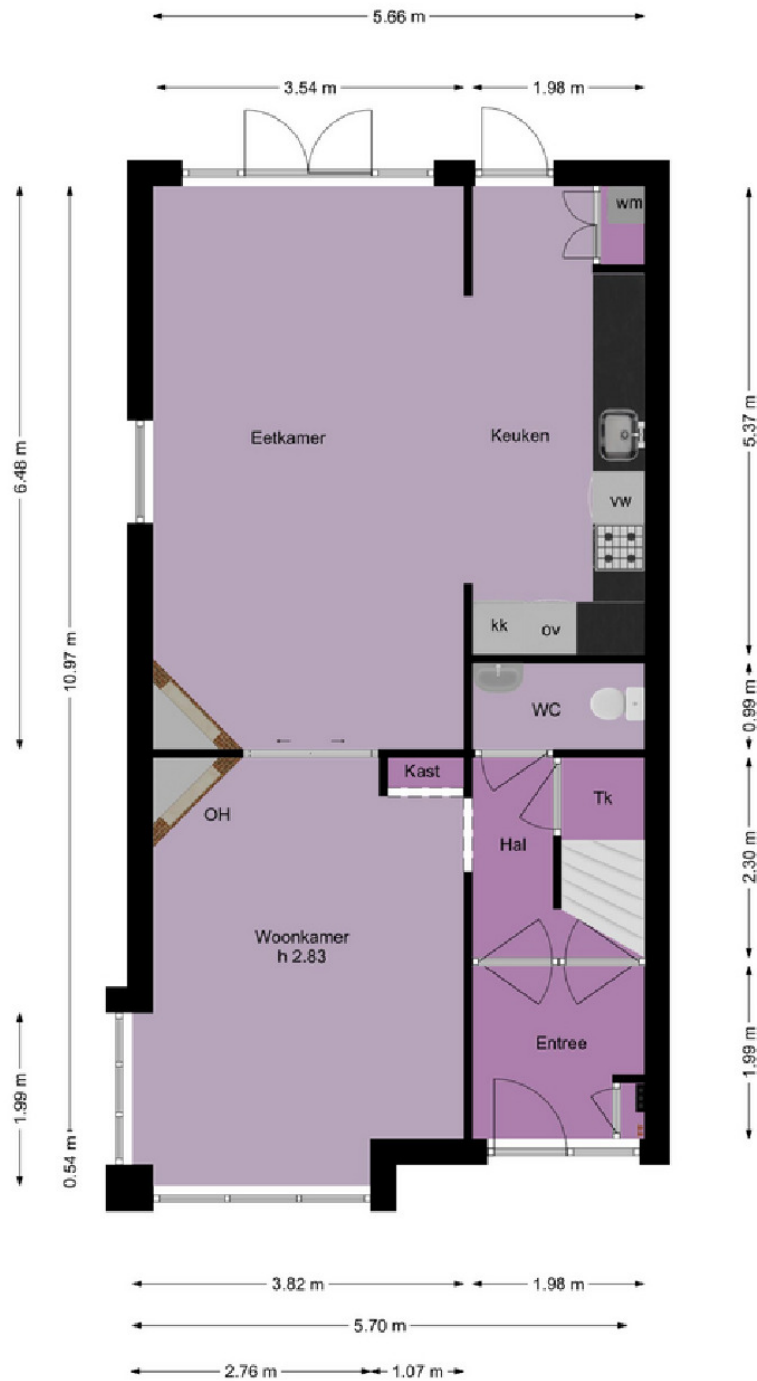 5.66 m
3.54 m
1.98 m
wm
6.48 m
10.97 m
5.37 m
Eetkamer
Keuken
vw
kk
ov
0.99 m
WC
Kast
Tk
OH
Hal
2.30 m
Woonkamer
h 2.83
Entree
1.99 m
1.99 m
0.54 m
3.82 m
1.98 m
5.70 m
2.76 m
1.07 m